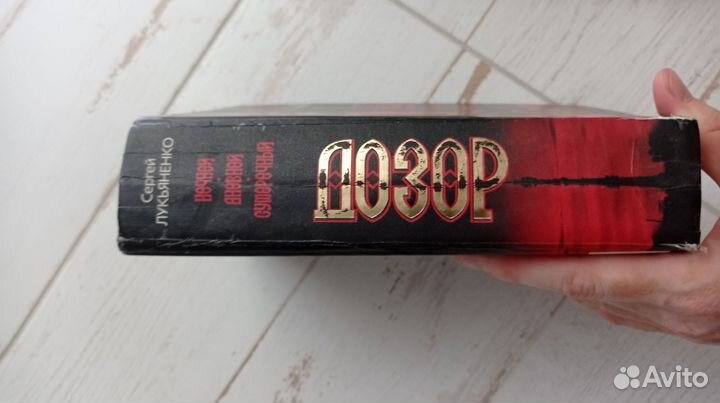 Сергей
ЛУКЬЯНЕНКО
НОЧНОЙ
ДНЕВНОЙ
СУМЕРЕЧНЫЙ
ДОЗОР
Avito